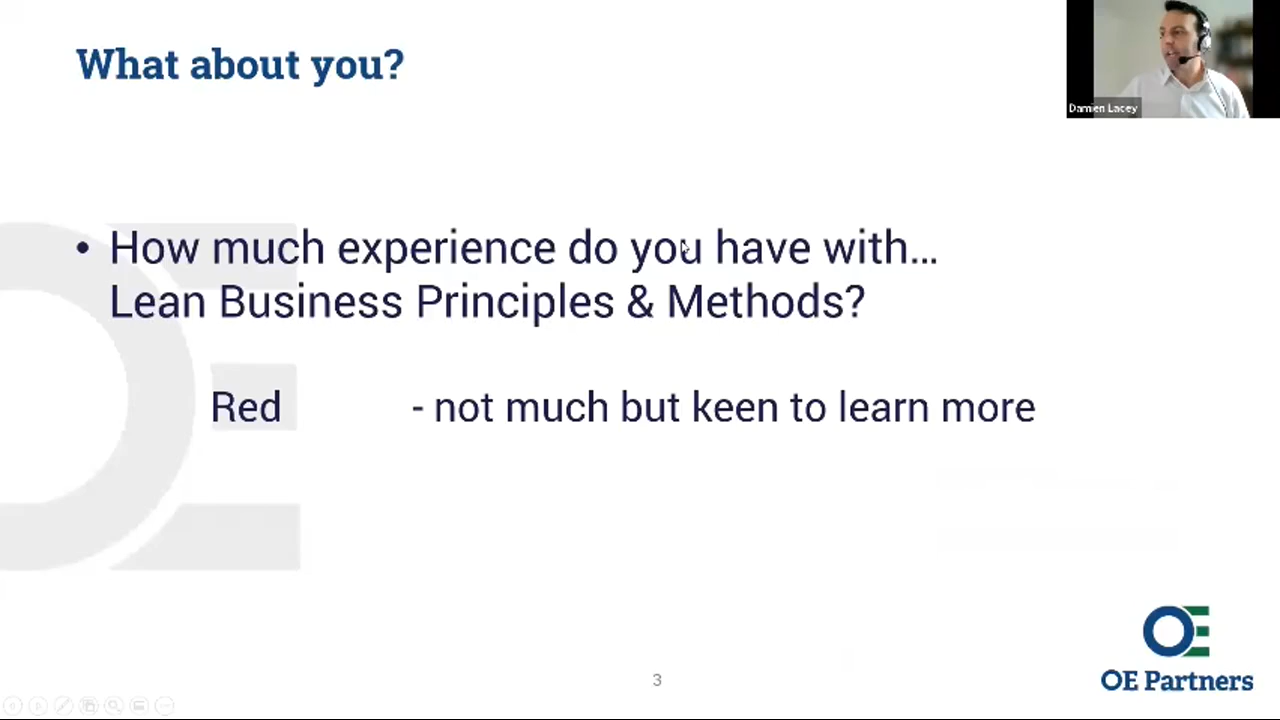 What about you?
Damien Lacey
• How much experience do you have with...
Lean Business Principles & Methods?
Red - not much but keen to learn more
3
OE
OE Partners